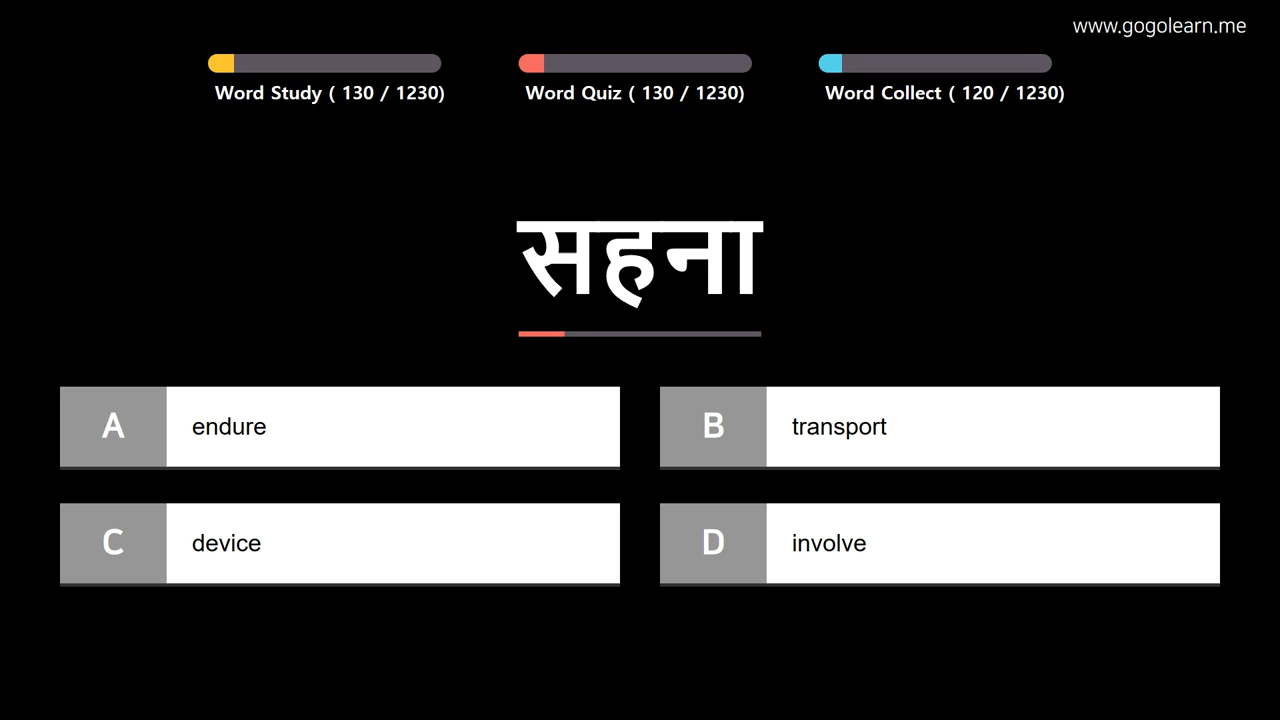 www.gogolearn.me
Word Study ( 130 / 1230)
Word Quiz ( 130 / 1230)
Word Collect ( 120 / 1230)
सहना
A
endure
B
transport
C
device
D
involve